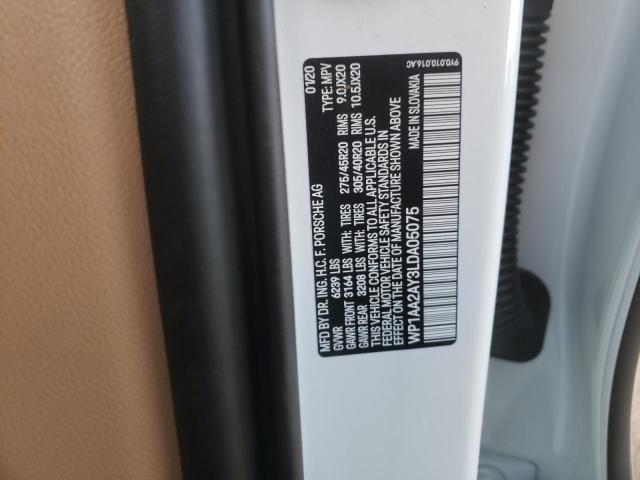 MFD BY DR. ING. H.C. F. PORSCHE AG 01/20
GVWR 6239 LBS TYPE: MPV
GAWR FRONT 3164 LBS WITH: TIRES 275/45R20 RIMS 9.0JX20
GAWR REAR 3208 LBS WITH: TIRES 305/40R20 RIMS 10.5JX20
THIS VEHICLE CONFORMS TO ALL APPLICABLE U.S.
FEDERAL MOTOR VEHICLE SAFETY STANDARDS IN
EFFECT ON THE DATE OF MANUFACTURE SHOWN ABOVE
WP1AA2AY3LDA05075 MADE IN SLOVAKIA
9Y0.010.016.AC